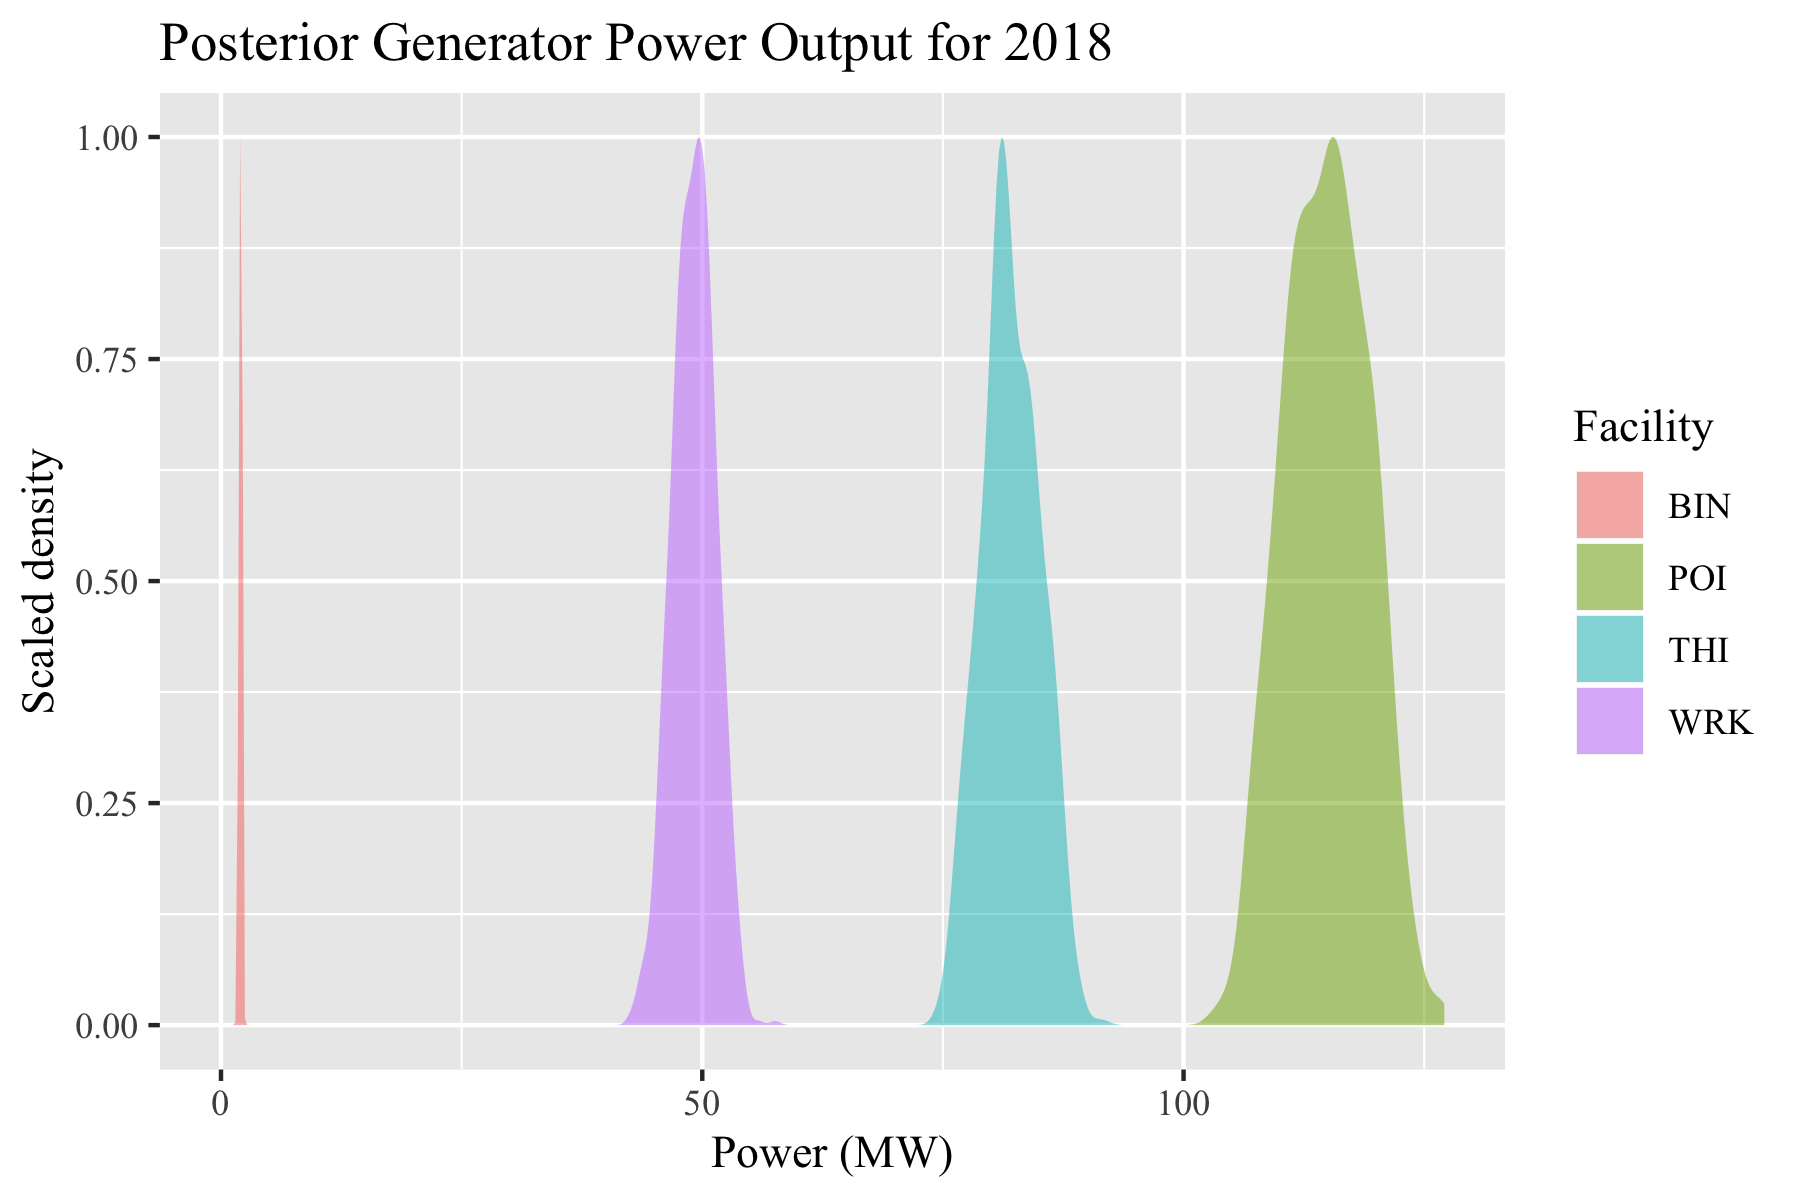 Posterior Generator Power Output for 2018
Scaled density
1.00
0.75
0.50
0.25
0.00
0
50
100
Power (MW)
Facility
BIN
POI
THI
WRK